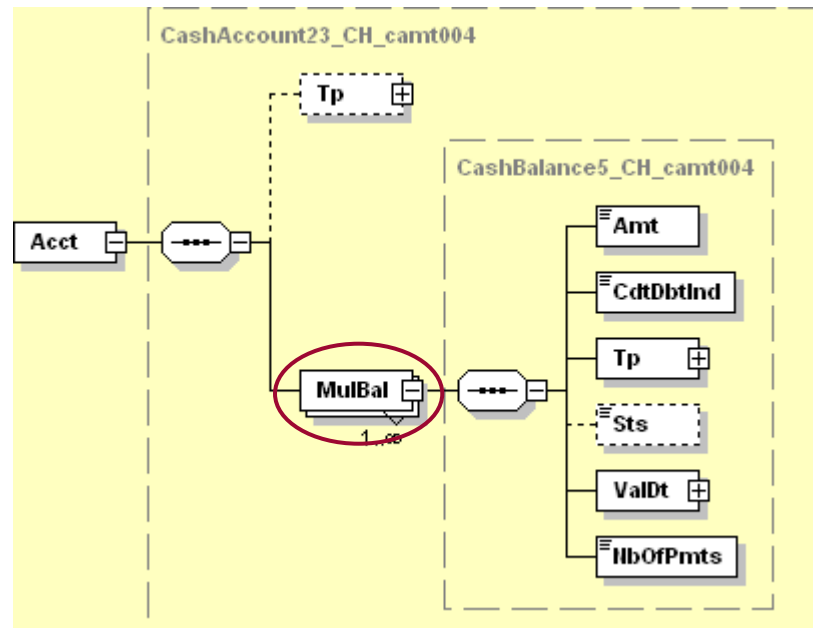 CashAccount23_CH_camt004
Tp
CashBalance5_CH_camt004
Acct
Amt
CdtDbtInd
Tp
MulBal
1..∞
Sts
ValDt
NbOfPmts